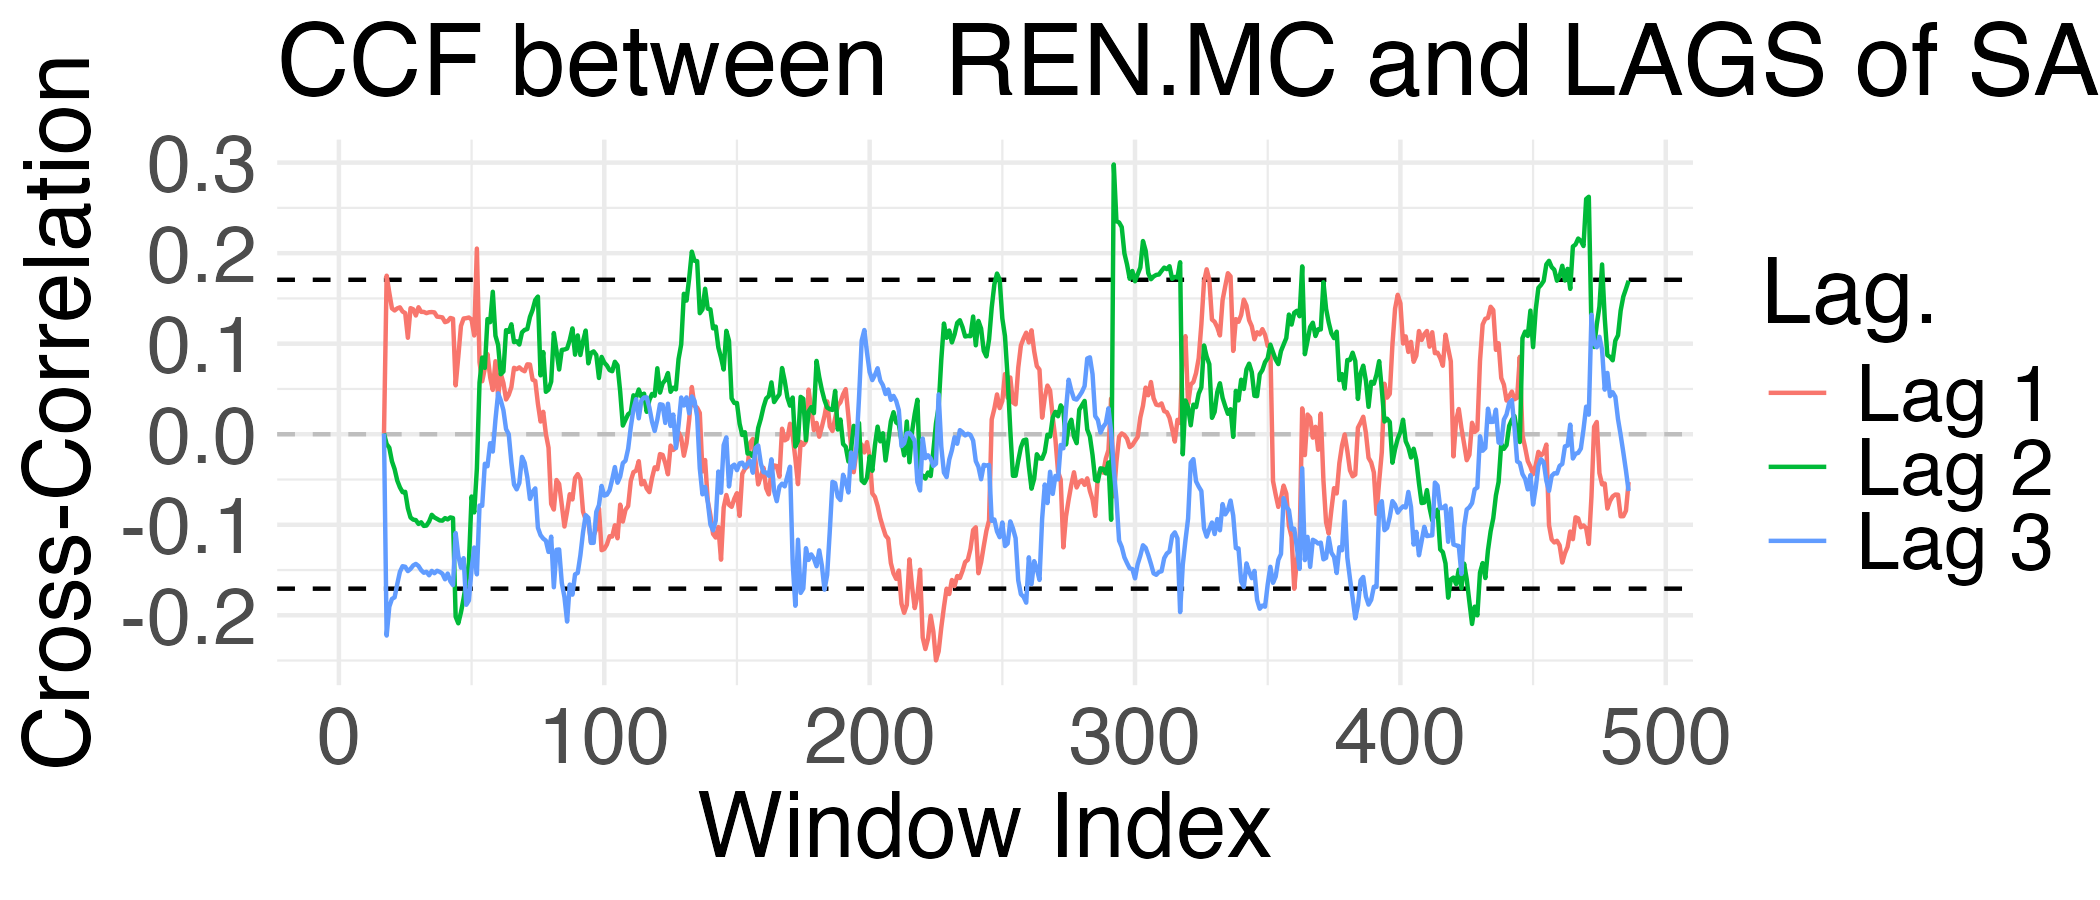 CCF between  REN.MC and LAGS of SA
Cross-Correlation
0.3
0.2
0.1
0.0
-0.1
-0.2
0 100 200 300 400 500
Window Index
Lag.
Lag 1
Lag 2
Lag 3